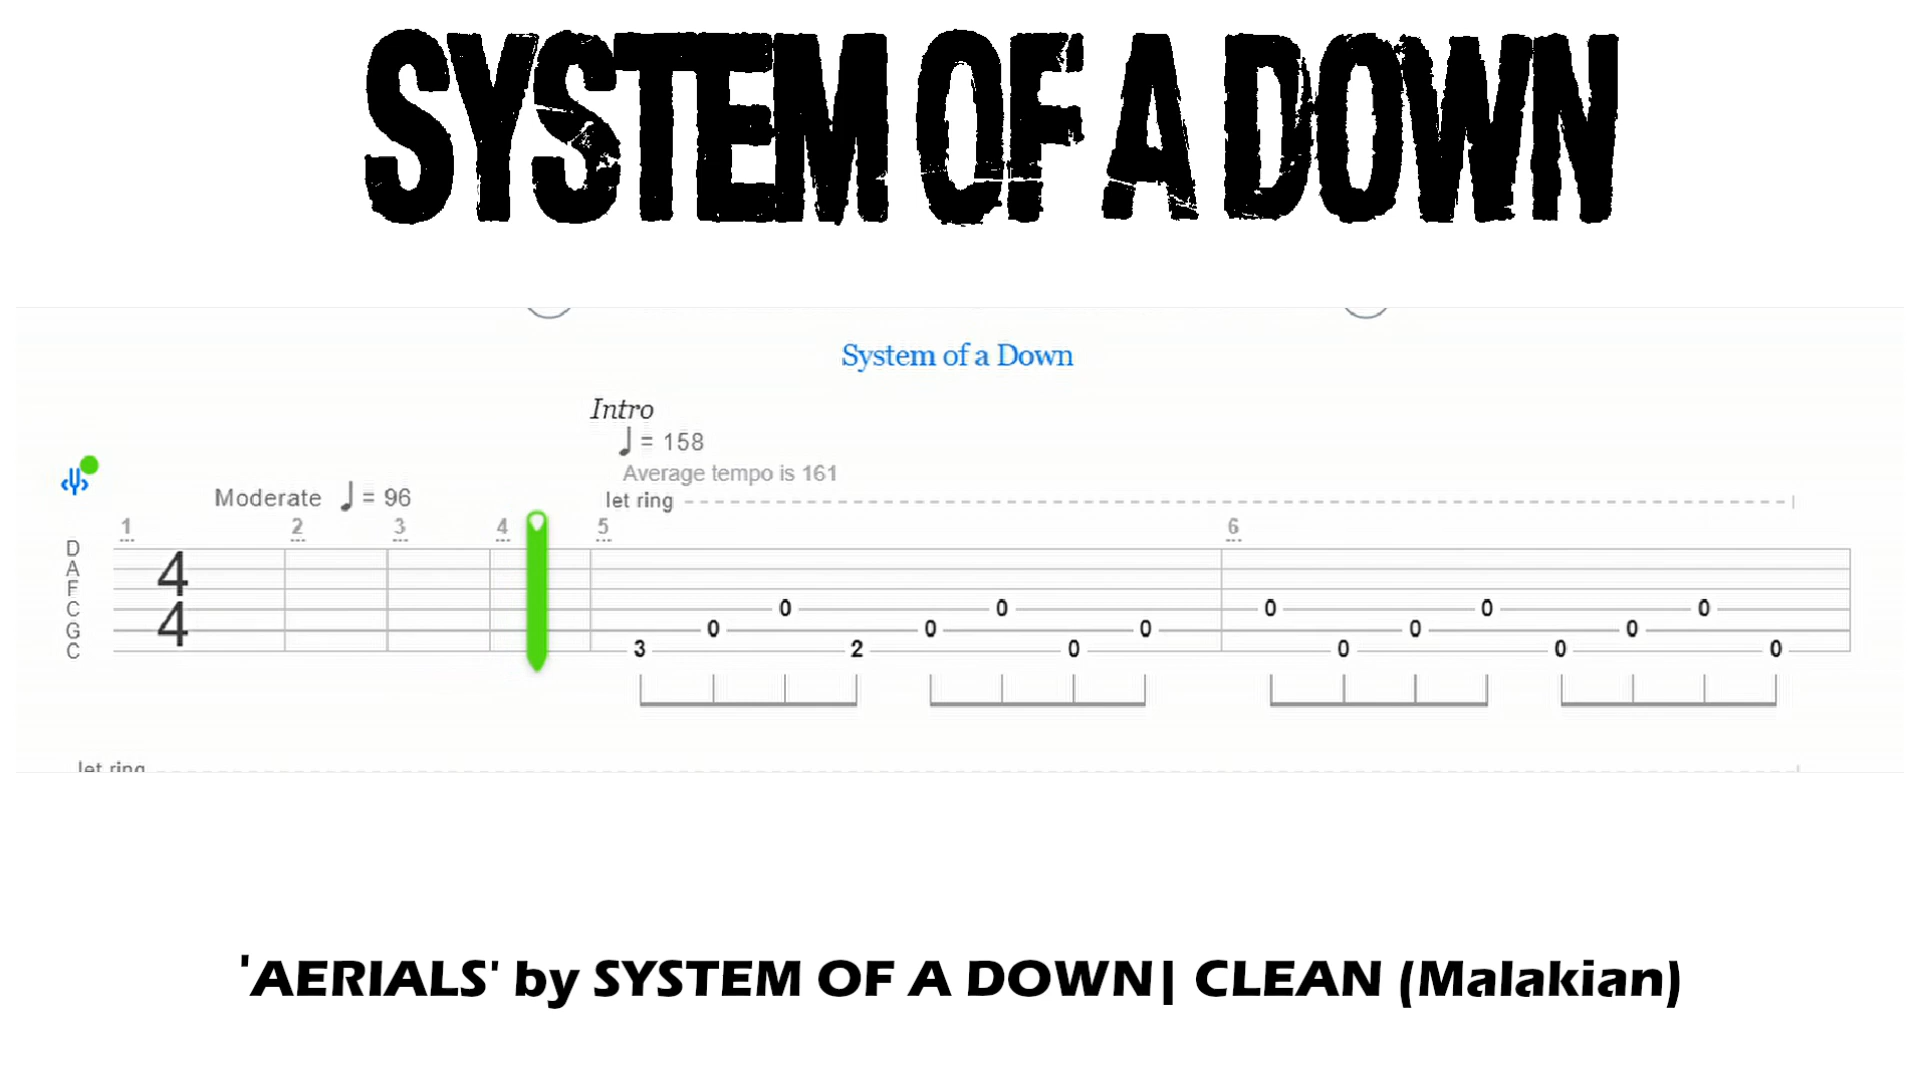 SYSTEM OF A DOWN
System of a Down
Intro
♩ = 158
Average tempo is 161
Moderate ♩ = 96
let ring
1 2 3 4 5 6
D
A
F
C 0 0 0 0 0
G 0 0 0 0 0
C 3 2 0 0 0 0
4
4
let ring
'AERIALS' by SYSTEM OF A DOWN| CLEAN (Malakian)